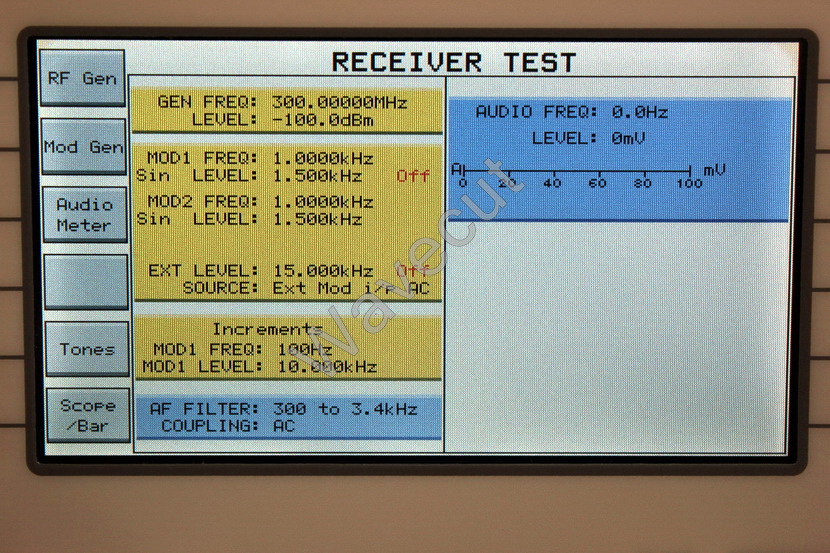 RECEIVER TEST
RF Gen
Mod Gen
Audio
Meter
Tones
Scope
/Bar
GEN FREQ: 300.00000MHz
LEVEL: -100.0dBm
MOD1 FREQ: 1.0000kHz
Sin LEVEL: 1.500kHz Off
MOD2 FREQ: 1.0000kHz
Sin LEVEL: 1.500kHz
EXT LEVEL: 15.000kHz Off
SOURCE: Ext Mod i/p AC
Increments
MOD1 FREQ: 100Hz
MOD1 LEVEL: 10.000kHz
AF FILTER: 300 to 3.4kHz
COUPLING: AC
AUDIO FREQ: 0.0Hz
LEVEL: 0mV
A mV
0 20 40 60 80 100
Wavecut